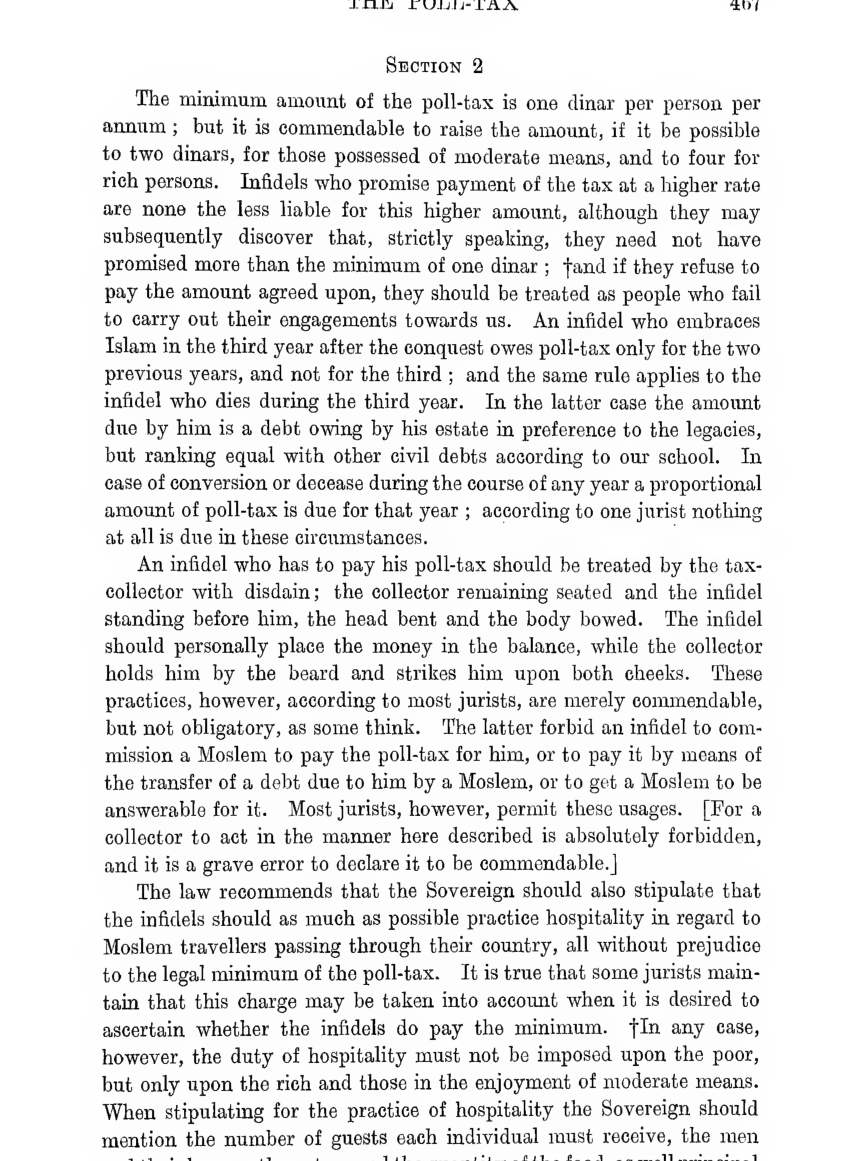 THE POLL-TAX 467
SECTION 2
The minimum amount of the poll-tax is one dinar per person per
annum ; but it is commendable to raise the amount, if it be possible
to two dinars, for those possessed of moderate means, and to four for
rich persons. Infidels who promise payment of the tax at a higher rate
are none the less liable for this higher amount, although they may
subsequently discover that, strictly speaking, they need not have
promised more than the minimum of one dinar ; †and if they refuse to
pay the amount agreed upon, they should be treated as people who fail
to carry out their engagements towards us. An infidel who embraces
Islam in the third year after the conquest owes poll-tax only for the two
previous years, and not for the third ; and the same rule applies to the
infidel who dies during the third year. In the latter case the amount
due by him is a debt owing by his estate in preference to the legacies,
but ranking equal with other civil debts according to our school. In
case of conversion or decease during the course of any year a proportional
amount of poll-tax is due for that year ; according to one jurist nothing
at all is due in these circumstances.
An infidel who has to pay his poll-tax should be treated by the tax-
collector with disdain; the collector remaining seated and the infidel
standing before him, the head bent and the body bowed. The infidel
should personally place the money in the balance, while the collector
holds him by the beard and strikes him upon both cheeks. These
practices, however, according to most jurists, are merely commendable,
but not obligatory, as some think. The latter forbid an infidel to com-
mission a Moslem to pay the poll-tax for him, or to pay it by means of
the transfer of a debt due to him by a Moslem, or to get a Moslem to be
answerable for it. Most jurists, however, permit these usages. [For a
collector to act in the manner here described is absolutely forbidden,
and it is a grave error to declare it to be commendable.]
The law recommends that the Sovereign should also stipulate that
the infidels should as much as possible practice hospitality in regard to
Moslem travellers passing through their country, all without prejudice
to the legal minimum of the poll-tax. It is true that some jurists main-
tain that this charge may be taken into account when it is desired to
ascertain whether the infidels do pay the minimum. †In any case,
however, the duty of hospitality must not be imposed upon the poor,
but only upon the rich and those in the enjoyment of moderate means.
When stipulating for the practice of hospitality the Sovereign should
mention the number of guests each individual must receive, the men